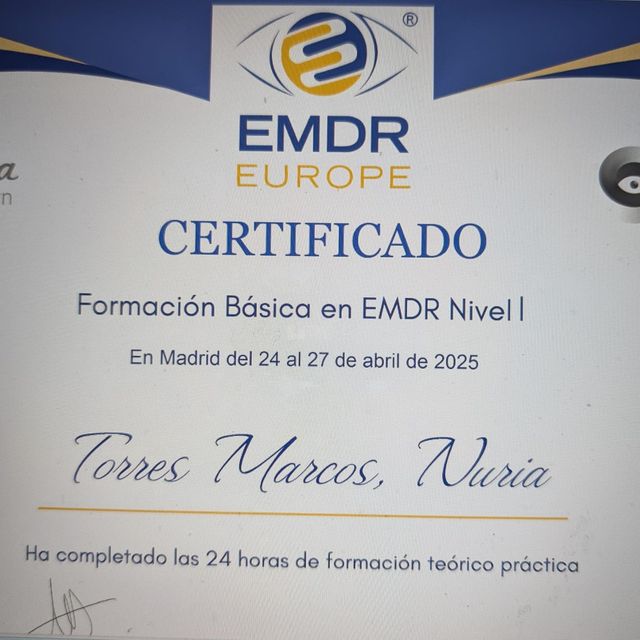 ®
EMDR
EUROPE
CERTIFICADO
Formación Básica en EMDR Nivel I
En Madrid del 24 al 27 de abril de 2025
Torres Marcos, Nuria
Ha completado las 24 horas de formación teórico práctica